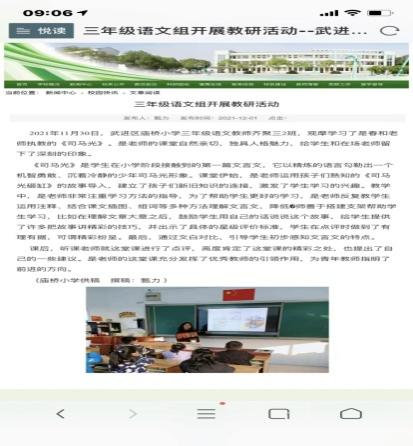 09:06
悦读 三年级语文组开展教研活动--武进...
当前位置： 新闻中心 - 校园快讯 - 文章阅读
三年级语文组开展教研活动
发布人：甄力 发布时间：2021-12-01 点击：
2021年11月30日，武进区庙桥小学三年级语文教师齐聚三2班，观摩学习了是春和老
师执教的《司马光》。是老师的课堂自然亲切，独具人格魅力，给学生和在场老师留
下了深刻的印象。
《司马光》是学生在小学阶段接触到的第一篇文言文，它以精炼的语言勾勒出一个
机智勇敢、沉着冷静的少年司马光形象。课堂伊始，是老师运用孩子们熟知的《司马
光砸缸》的故事导入，建立了孩子们新旧知识的连接，激发了学生学习的兴趣。教学
中，是老师非常注重学习方法的指导，为了帮助学生更好的学习，是老师反复教学生
运用注释、结合课文插图、组词等多种方法理解文言文，降低�师善于搭建支架帮助学
生学习，比如在理解文章大意之后，鼓励学生用自己的话说说这个故事，给学生提供
了许多把故事讲精彩的技巧，并出示了具体的星级评价标准，学生在点评时做到了有
理有据，可谓精彩纷呈。最后，通过文白对比，引导学生初步感知文言文的特点。
课后，听课老师就这堂课进行了点评，高度肯定了这堂课的精彩之处，也提出了自
己的一些建议。是老师的这堂课充分发挥了优秀教师的引领作用，为青年教师指明了
前进的方向。
（庙桥小学供稿 撰稿：甄力）